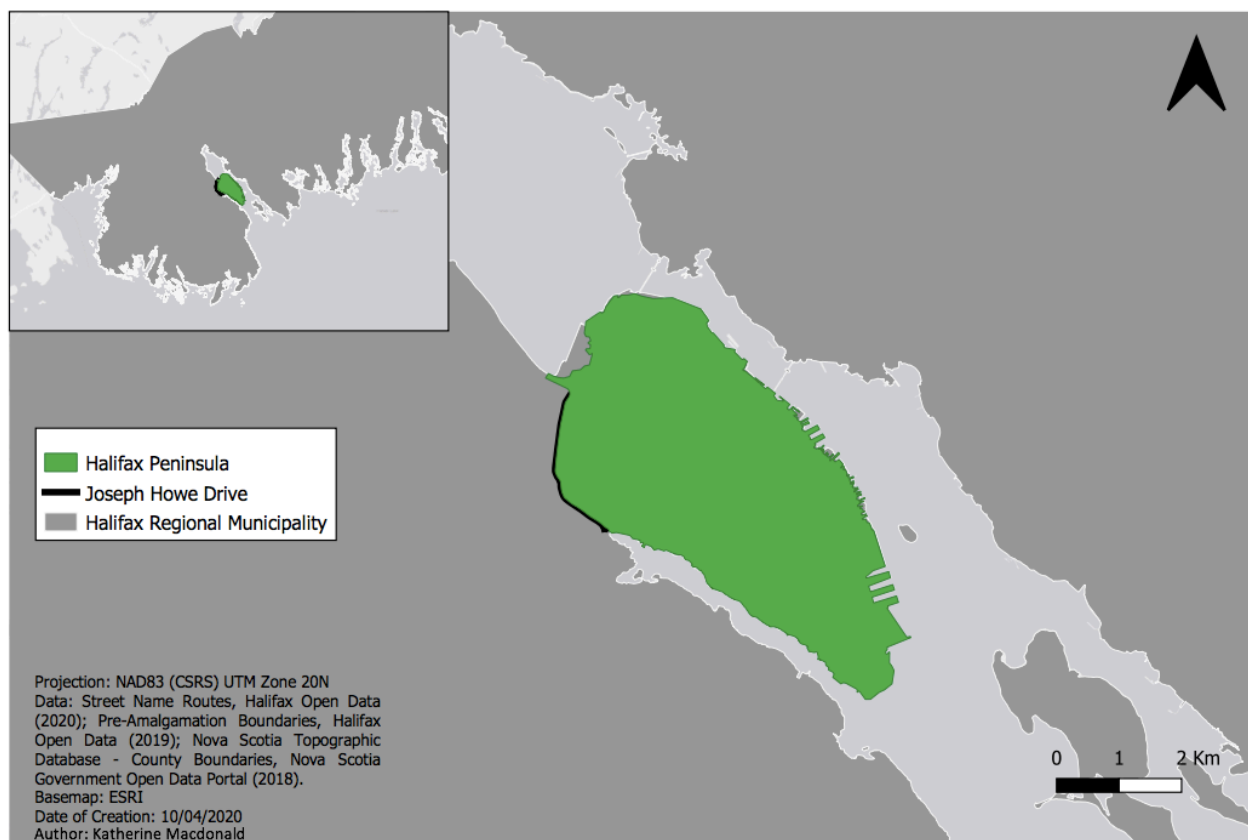 Halifax Peninsula
Joseph Howe Drive
Halifax Regional Municipality
Projection: NAD83 (CSRS) UTM Zone 20N
Data: Street Name Routes, Halifax Open Data
(2020); Pre-Amalgamation Boundaries, Halifax
Open Data (2019); Nova Scotia Topographic
Database - County Boundaries, Nova Scotia
Government Open Data Portal (2018).
Basemap: ESRI
Date of Creation: 10/04/2020
Author: Katherine Macdonald
0 1 2 Km